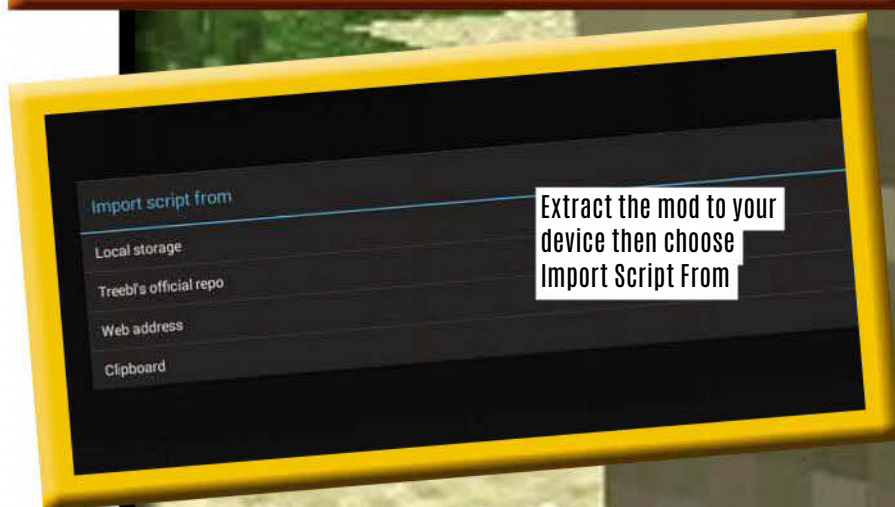 Import script from
Local storage
Treebl's official repo
Web address
Clipboard
Extract the mod to your
device then choose
Import Script From